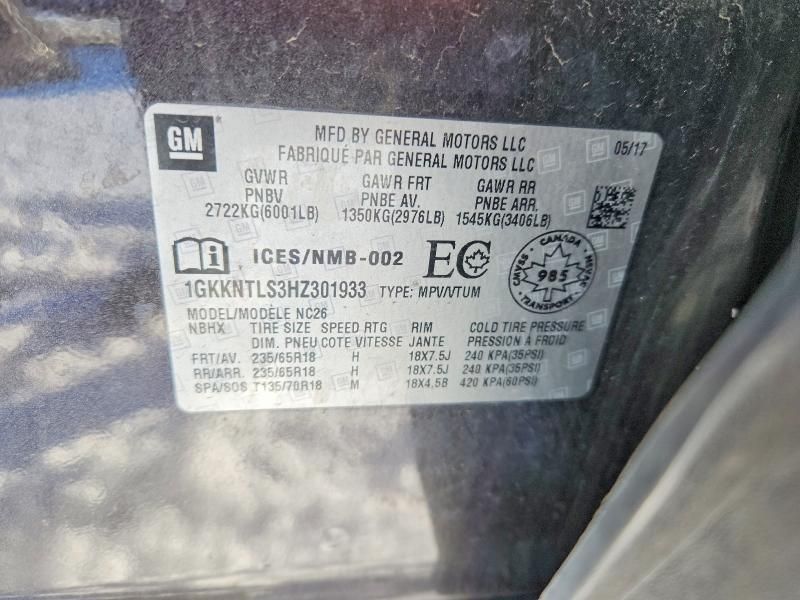 GM
MFD BY GENERAL MOTORS LLC
FABRIQUÉ PAR GENERAL MOTORS LLC
05/17
GVWR GAWR FRT GAWR RR
PNBV PNBE AV. PNBE ARR.
2722KG(6001LB) 1350KG(2976LB) 1545KG(3406LB)
i ICES/NMB-002 EC
CANADA
CMVSS 985 NSVAC
TRANSPORT
1GKKNTLS3HZ301933 TYPE: MPV/VTUM
MODEL/MODÈLE NC26
NBHX TIRE SIZE SPEED RTG RIM COLD TIRE PRESSURE
DIM. PNEU COTE VITESSE JANTE PRESSION A FROID
FRT/AV. 235/65R18 H 18X7.5J 240 KPA(35PSI)
RR/ARR. 235/65R18 H 18X7.5J 240 KPA(35PSI)
SPA/SOS T135/70R18 M 18X4.5B 420 KPA(60PSI)